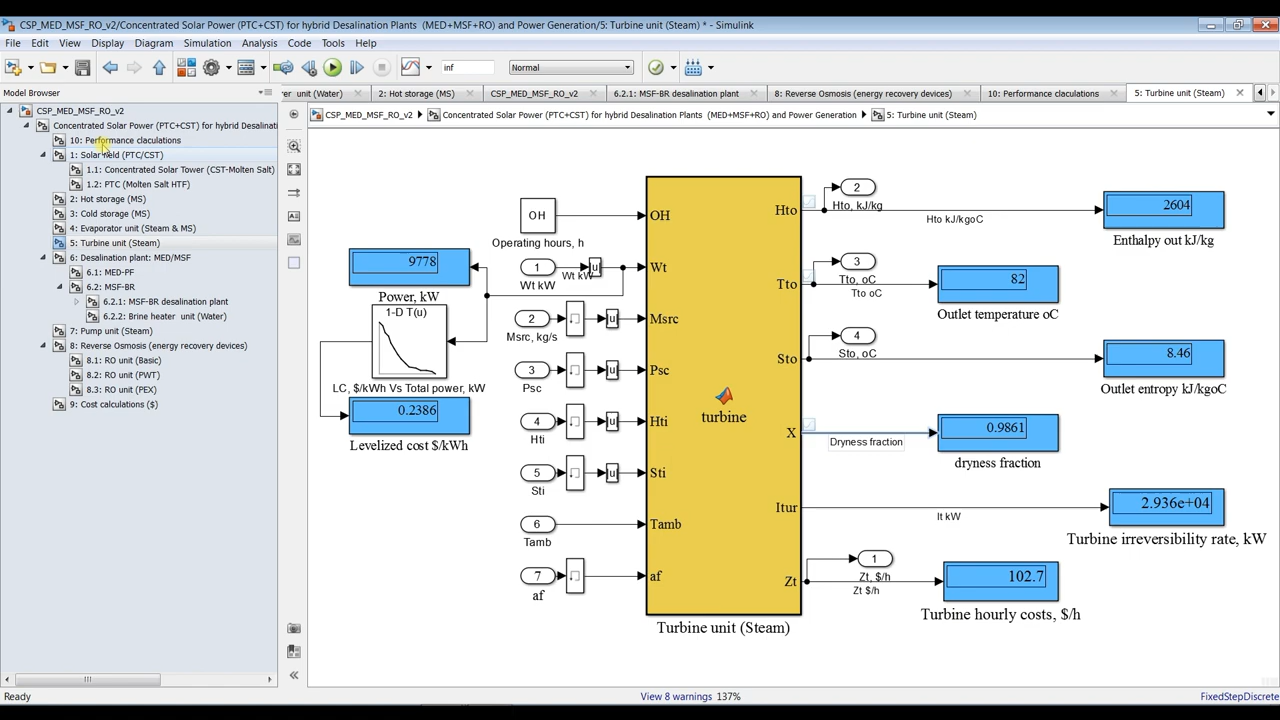 CSP_MED_MSF_RO_v2/Concentrated Solar Power (PTC+CST) for hybrid Desalination Plants (MED+MSF+RO) and Power Generation/5: Turbine unit (Steam) * - Simulink
File Edit View Display Diagram Simulation Analysis Code Tools Help
inf Normal
Model Browser
er unit (Water) 2: Hot storage (MS) CSP_MED_MSF_RO_v2 6.2.1: MSF-BR desalination plant 8: Reverse Osmosis (energy recovery devices) 10: Performance claculations 5: Turbine unit (Steam)
CSP_MED_MSF_RO_v2 Concentrated Solar Power (PTC+CST) for hybrid Desalination Plants (MED+MSF+RO) and Power Generation 5: Turbine unit (Steam)
CSP_MED_MSF_RO_v2
Concentrated Solar Power (PTC+CST) for hybrid Desalinati
10: Performance claculations
1: Solar field (PTC/CST)
1.1: Concentrated Solar Tower (CST-Molten Salt)
1.2: PTC (Molten Salt HTF)
2: Hot storage (MS)
3: Cold storage (MS)
4: Evaporator unit (Steam & MS)
5: Turbine unit (Steam)
6: Desalination plant: MED/MSF
6.1: MED-PF
6.2: MSF-BR
6.2.1: MSF-BR desalination plant
6.2.2: Brine heater unit (Water)
7: Pump unit (Steam)
8: Reverse Osmosis (energy recovery devices)
8.1: RO unit (Basic)
8.2: RO unit (PWT)
8.3: RO unit (PEX)
9: Cost calculations ($)
9778
Power, kW
1-D T(u)
LC, $/kWh Vs Total power, kW
0.2386
Levelized cost $/kWh
OH
Operating hours, h
1
Wt kW
Wt kW
u
2
Msrc, kg/s
u
3
Psc
u
4
Hti
u
5
Sti
u
6
Tamb
7
af
OH
Wt
Msrc
Psc
Hti
Sti
Tamb
af
turbine
Hto
Tto
Sto
X
Itur
Zt
Turbine unit (Steam)
2
Hto, kJ/kg
Hto kJ/kgoC
2604
Enthalpy out kJ/kg
3
Tto, oC
Tto oC
82
Outlet temperature oC
4
Sto, oC
8.46
Outlet entropy kJ/kgoC
Dryness fraction
0.9861
dryness fraction
It kW
2.936e+04
Turbine irreversibility rate, kW
1
Zt, $/h
Zt $/h
102.7
Turbine hourly costs, $/h
Ready View 8 warnings 137% FixedStepDiscrete